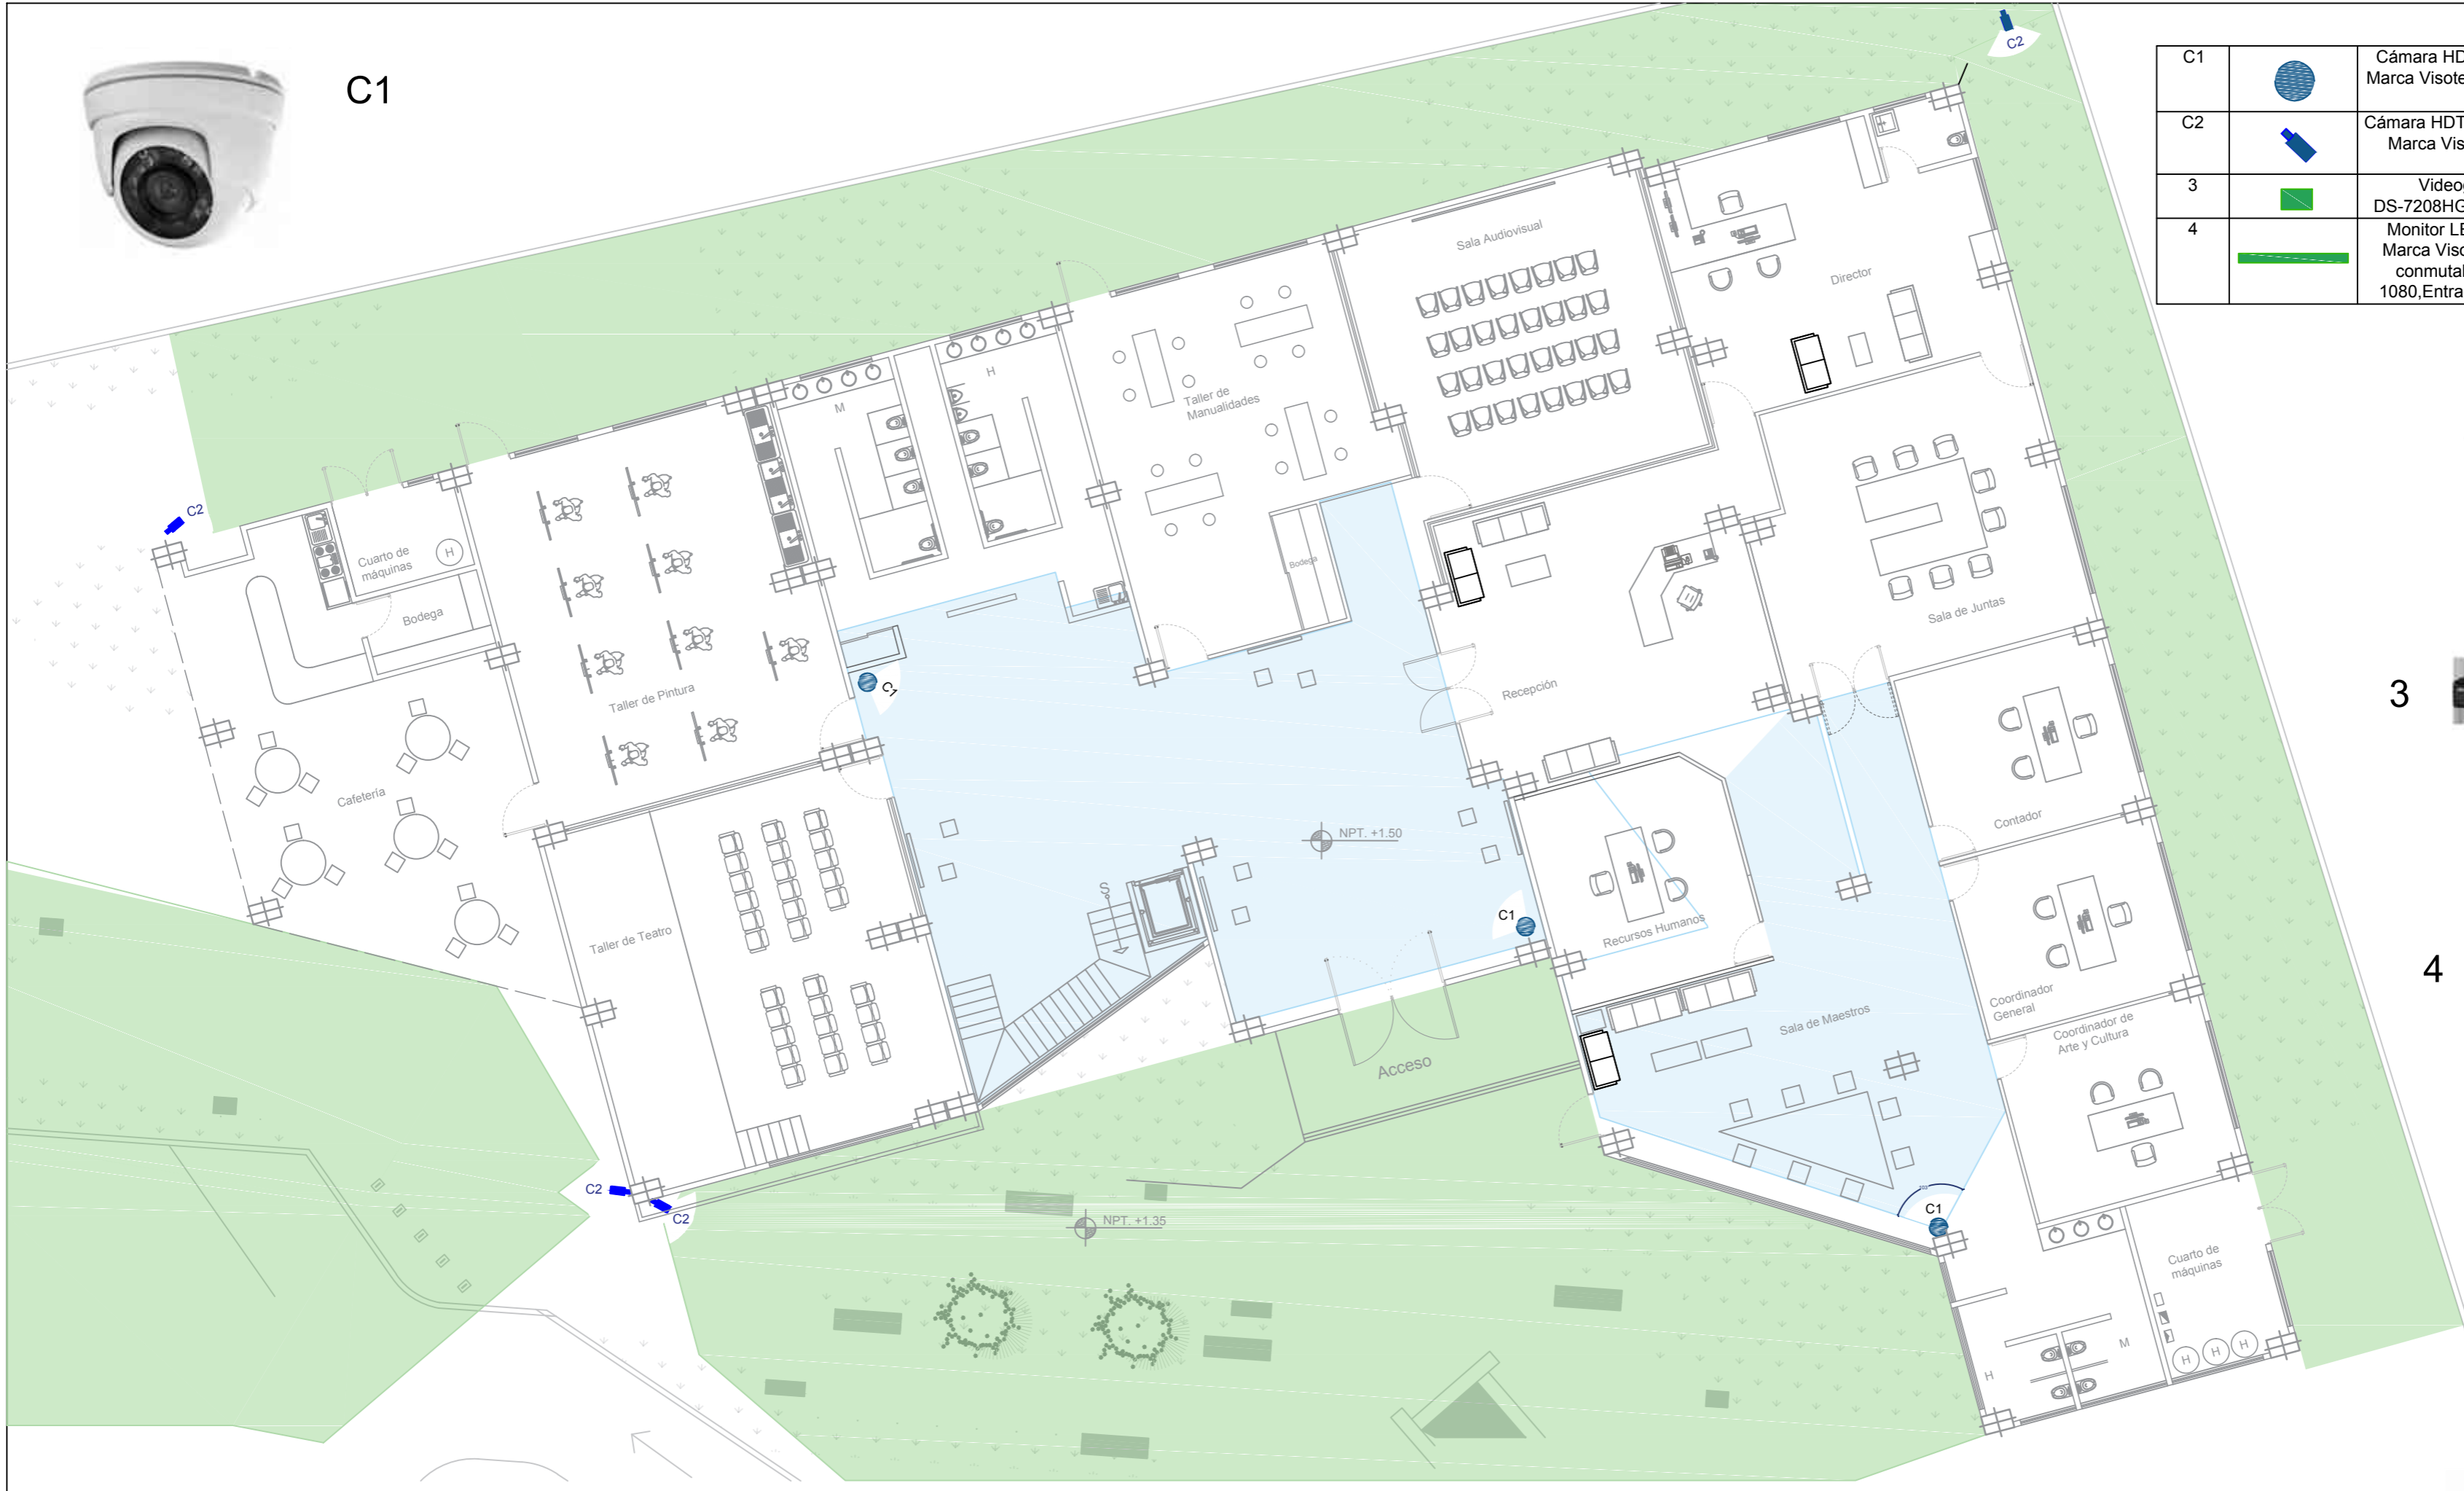 C1
C2
C1
Cámara HD
Marca Visote
C2
Cámara HDT
Marca Vis
3
Video
DS-7208HG
4
Monitor LE
Marca Viso
conmuta
1080,Entra
Sala Audiovisual
Director
H
M
Taller de
Manualidades
C2
Cuarto de
máquinas
H
Bodega
Bodega
Sala de Juntas
Taller de Pintura
C1
Recepción
3
Cafetería
Contador
NPT. +1.50
S
C1
Recursos Humanos
Taller de Teatro
4
Coordinador
General
Sala de Maestros
Coordinador de
Arte y Cultura
Acceso
C2
C2
NPT. +1.35
C1
Cuarto de
máquinas
H
H
H
M
H